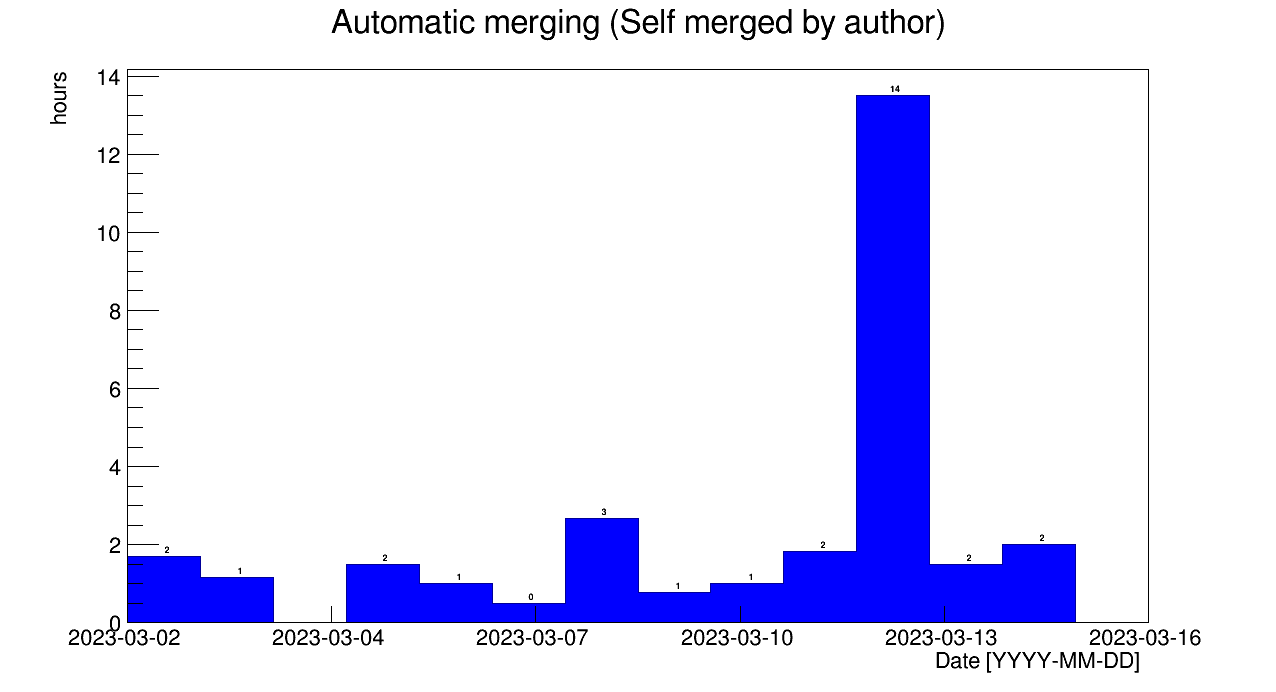 Automatic merging (Self merged by author)
hours
14
12
10
8
6
4
2
0
2 1 2 1 0 3 1 1 2 14 2 2
2023-03-02 2023-03-04 2023-03-07 2023-03-10 2023-03-13 2023-03-16
Date [YYYY-MM-DD]